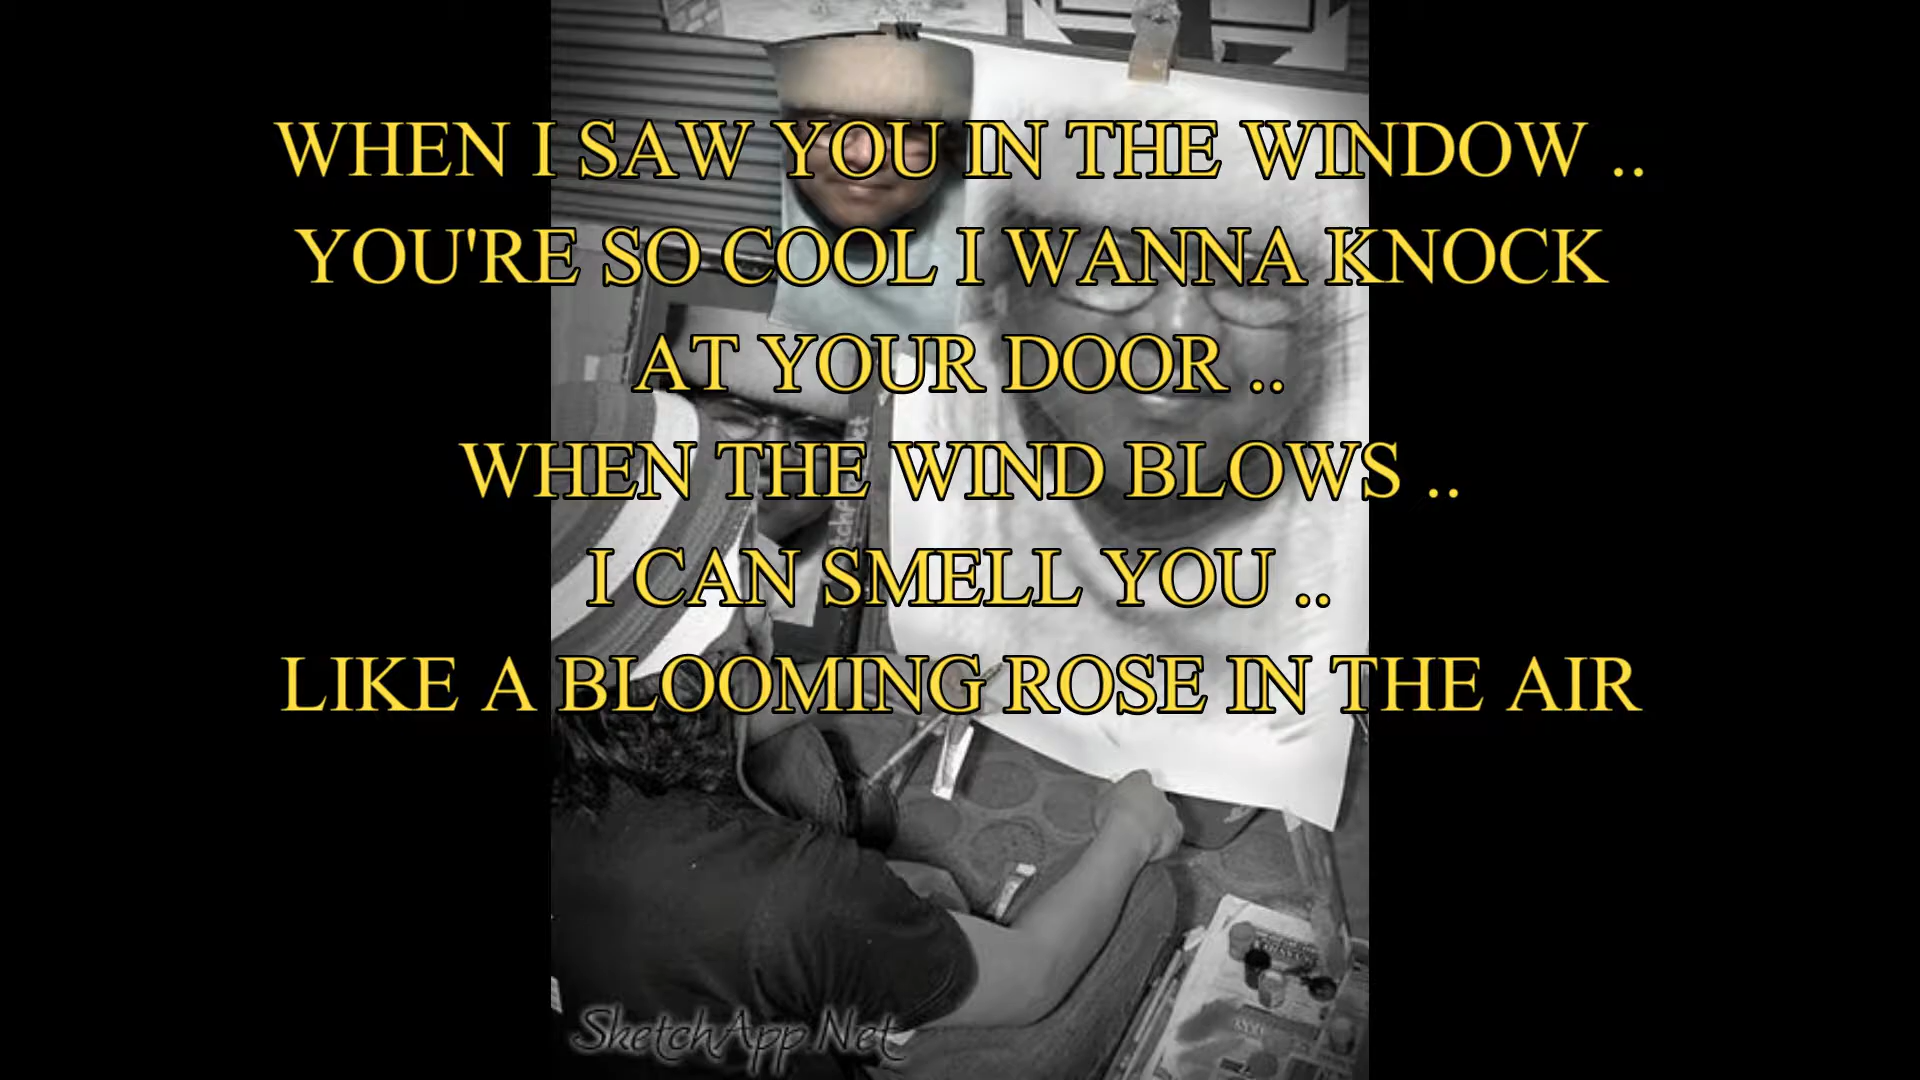 WHEN I SAW YOU IN THE WINDOW ..
YOU'RE SO COOL I WANNA KNOCK
AT YOUR DOOR ..
WHEN THE WIND BLOWS ..
I CAN SMELL YOU ..
LIKE A BLOOMING ROSE IN THE AIR
SketchApp.Net